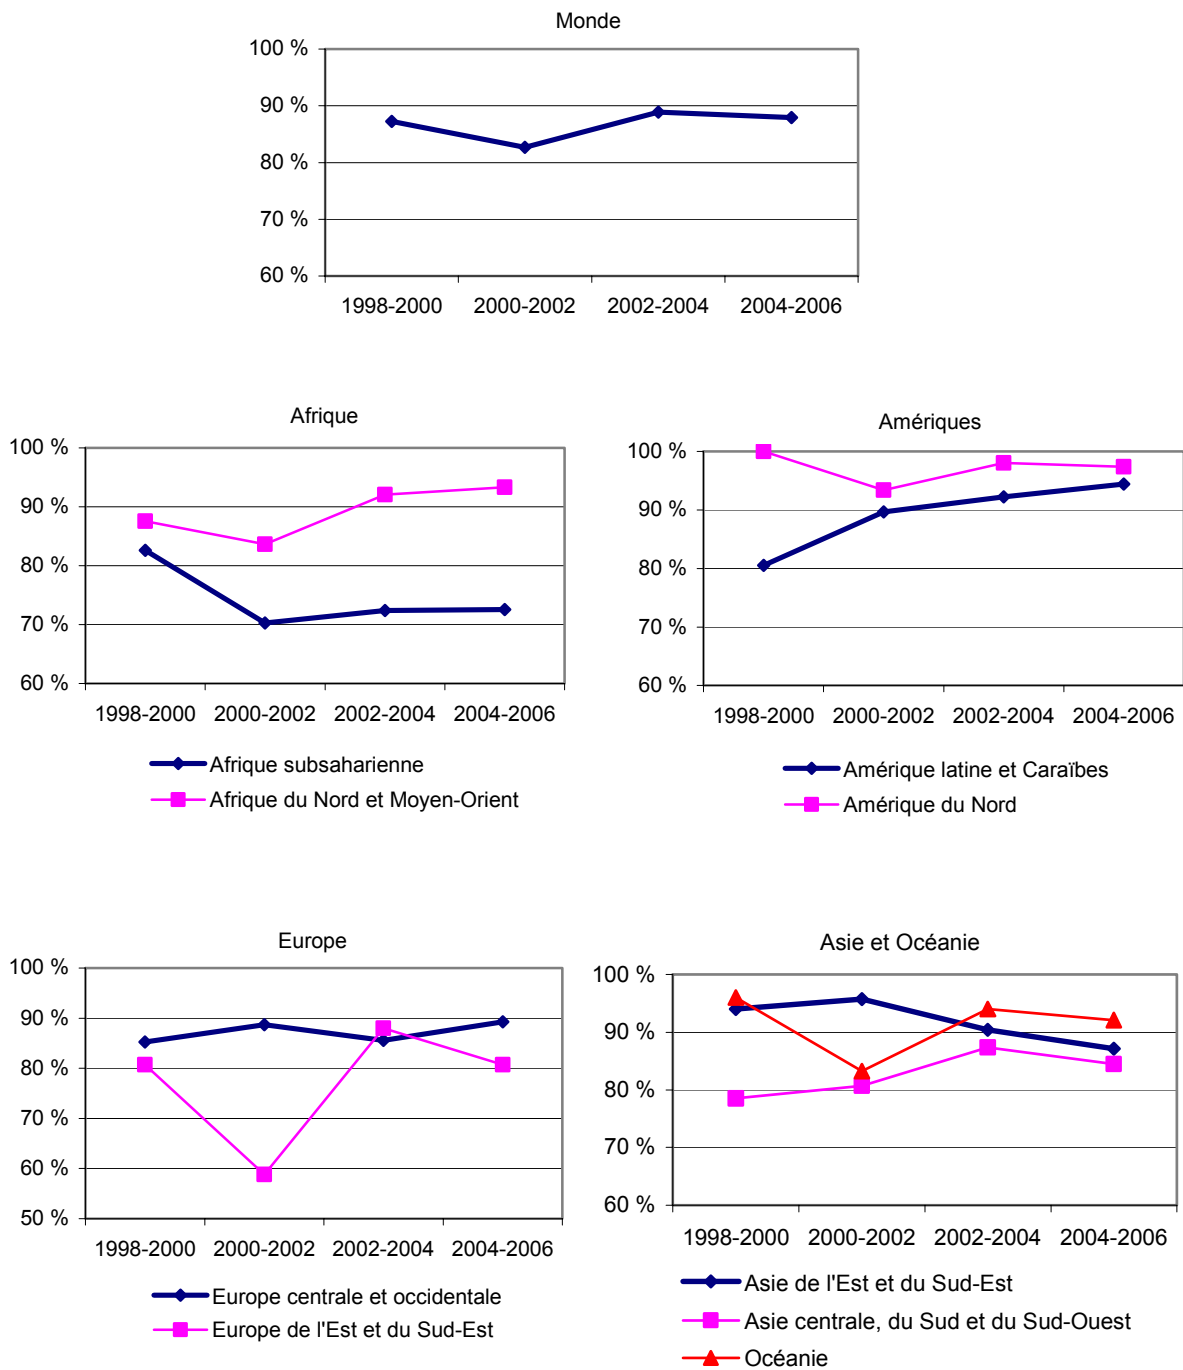 Monde
100 %
90 %
80 %
70 %
60 %
1998-2000 2000-2002 2002-2004 2004-2006
Afrique
100 %
90 %
80 %
70 %
60 %
1998-2000 2000-2002 2002-2004 2004-2006
Afrique subsaharienne
Afrique du Nord et Moyen-Orient
Amériques
100 %
90 %
80 %
70 %
60 %
1998-2000 2000-2002 2002-2004 2004-2006
Amérique latine et Caraïbes
Amérique du Nord
Europe
100 %
90 %
80 %
70 %
60 %
50 %
1998-2000 2000-2002 2002-2004 2004-2006
Europe centrale et occidentale
Europe de l'Est et du Sud-Est
Asie et Océanie
100 %
90 %
80 %
70 %
60 %
1998-2000 2000-2002 2002-2004 2004-2006
Asie de l'Est et du Sud-Est
Asie centrale, du Sud et du Sud-Ouest
Océanie